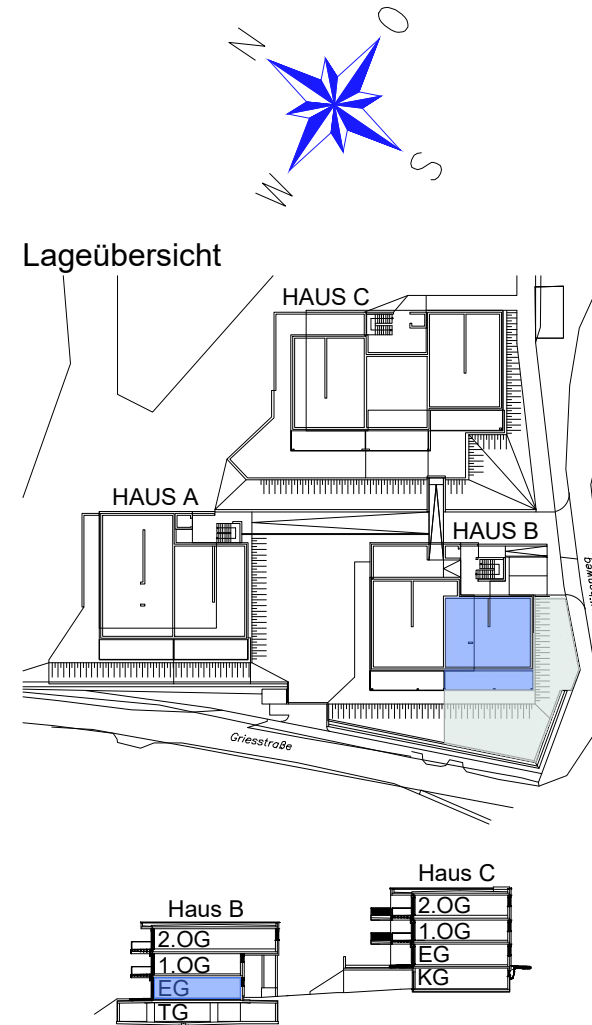 N
O
W
S
Lageübersicht
HAUS C
HAUS A
HAUS B
Griesstraße
Haus B
2.OG
1.OG
EG
TG
Haus C
2.OG
1.OG
EG
KG